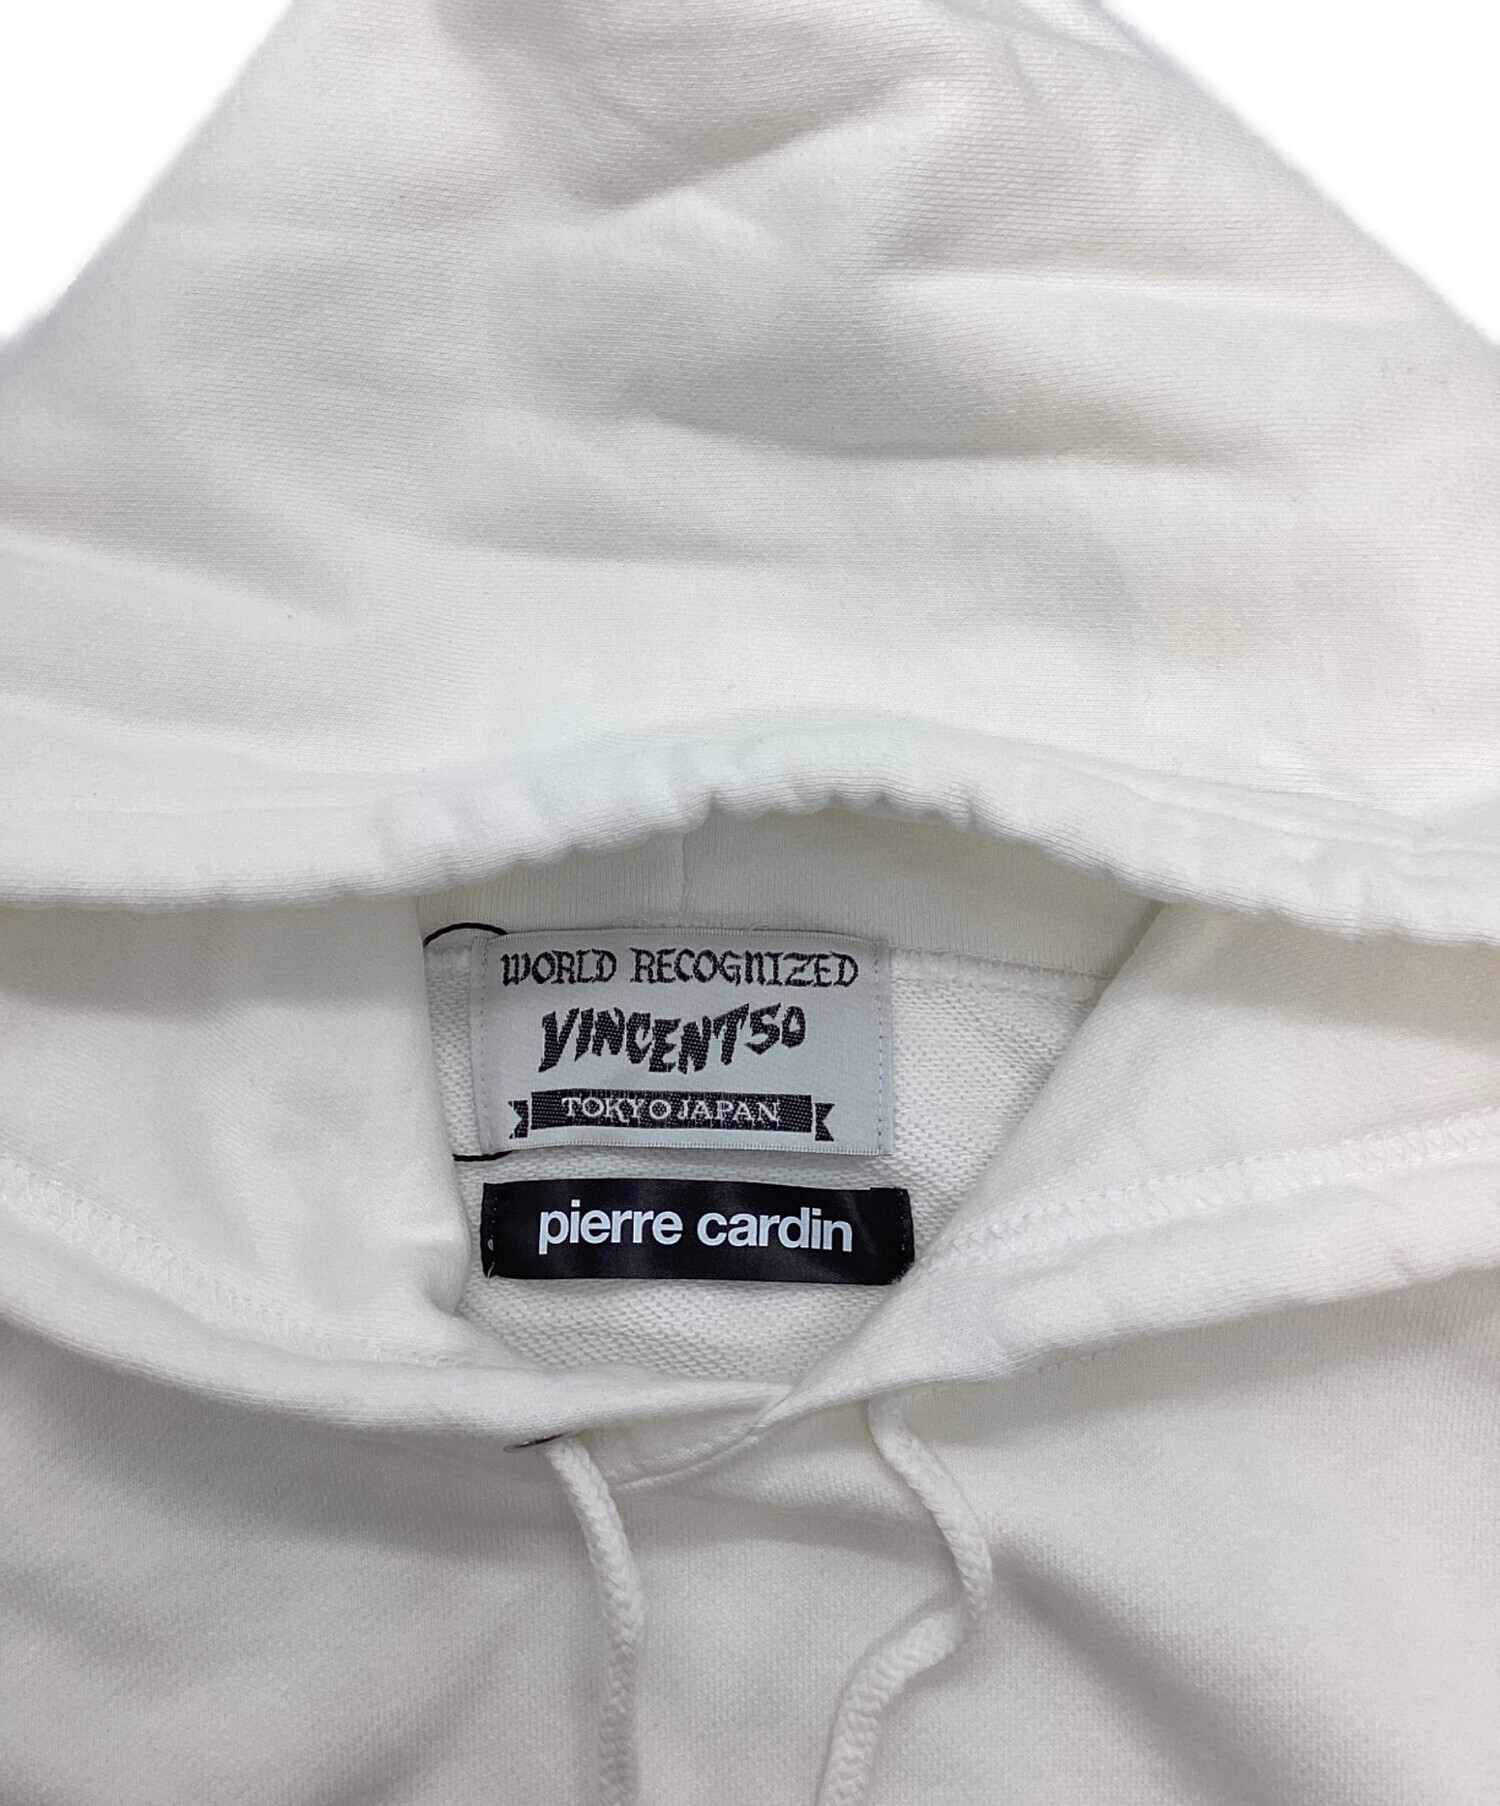 WORLD RECOGNIZED
VINCENT50
TOKYO JAPAN
pierre cardin